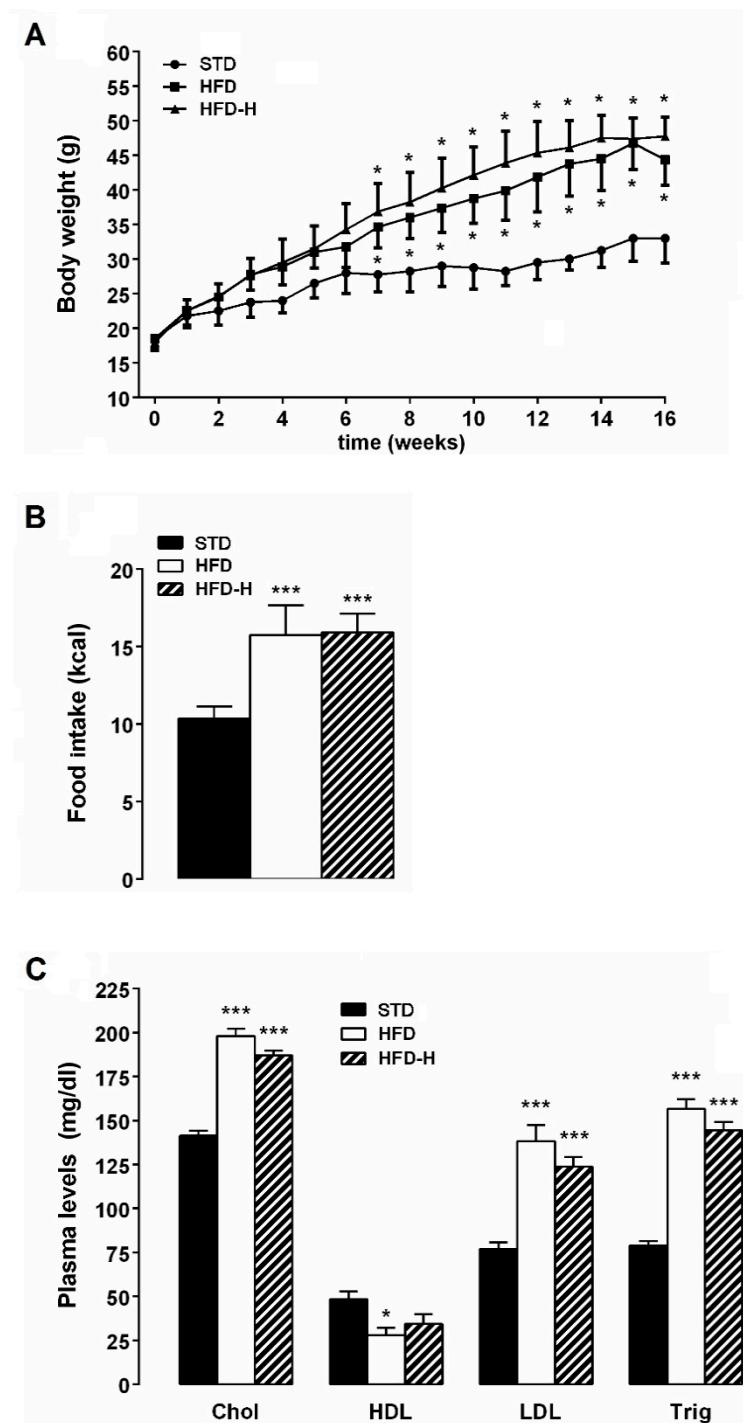 A
60
55
50
45
40
35
30
25
20
15
10
Body weight (g)
STD
HFD
HFD-H
* * * * * * * * * *
* * * * * * * * * *
0 2 4 6 8 10 12 14 16
time (weeks)
B
STD
HFD
HFD-H
20
15
10
5
0
Food intake (kcal)
*** ***
C
225
200
175
150
125
100
75
50
25
0
Plasma levels (mg/dl)
STD
HFD
HFD-H
*** *** * *** *** *** ***
Chol HDL LDL Trig